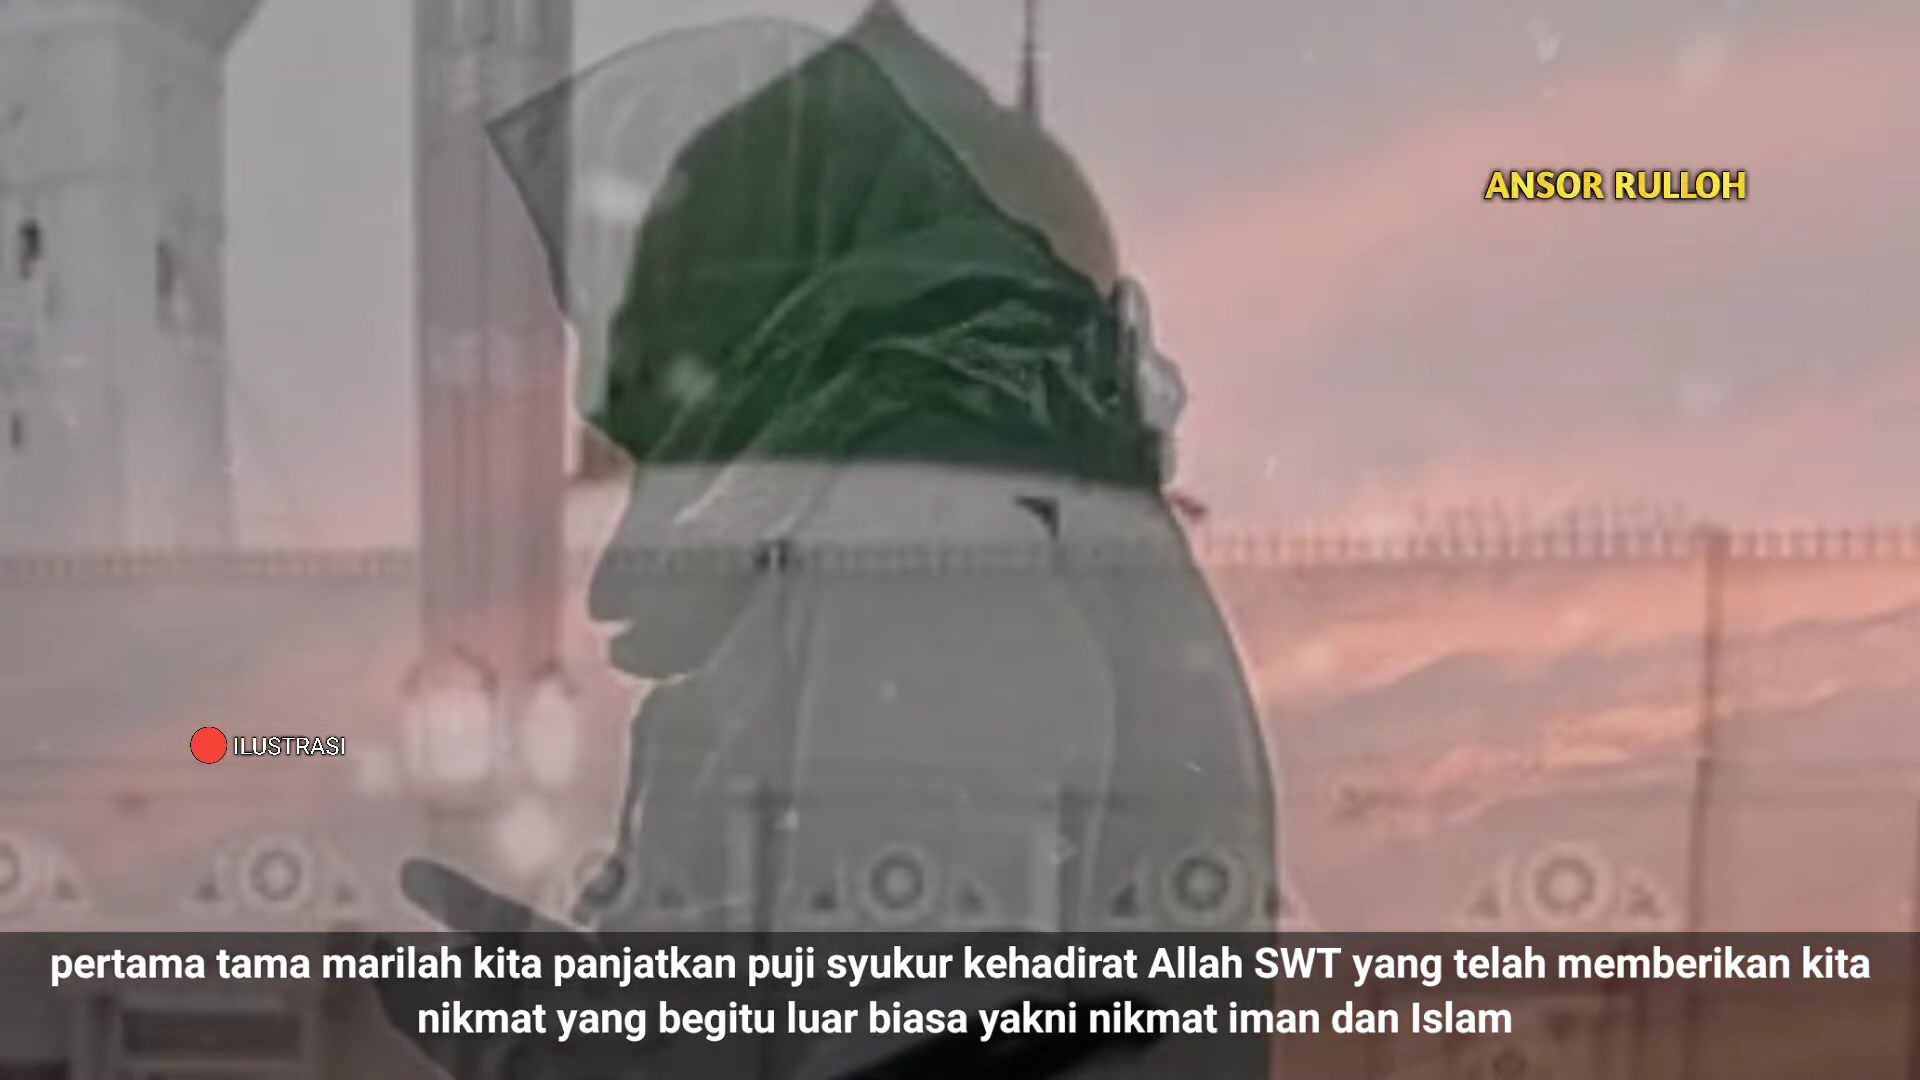 ANSOR RULLOH
ILUSTRASI
pertama tama marilah kita panjatkan puji syukur kehadirat Allah SWT yang telah memberikan kita
nikmat yang begitu luar biasa yakni nikmat iman dan Islam